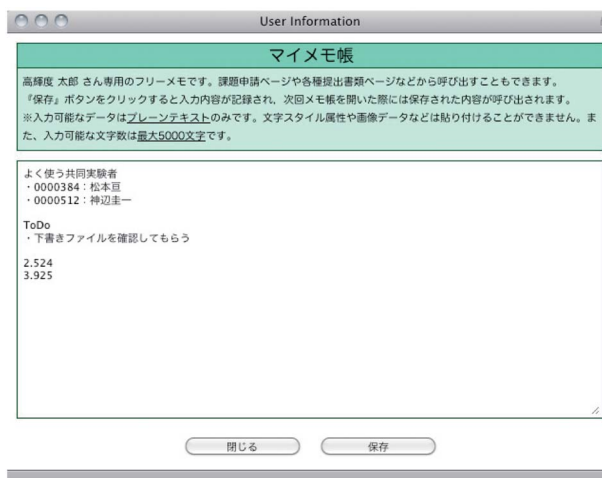 User Information
マイメモ帳
高輝度 太郎 さん専用のフリーメモです。課題申請ページや各種提出書類ページなどから呼び出すこともできます。
『保存』ボタンをクリックすると入力内容が記録され、次回メモ帳を開いた際には保存された内容が呼び出されます。
※入力可能なデータはプレーンテキストのみです。文字スタイル属性や画像データなどは貼り付けることができません。ま
た、入力可能な文字数は最大5000文字です。
よく使う共同実験者
・0000384：松本亘
・0000512：神辺圭一
ToDo
・下書きファイルを確認してもらう
2.524
3.925
閉じる
保存